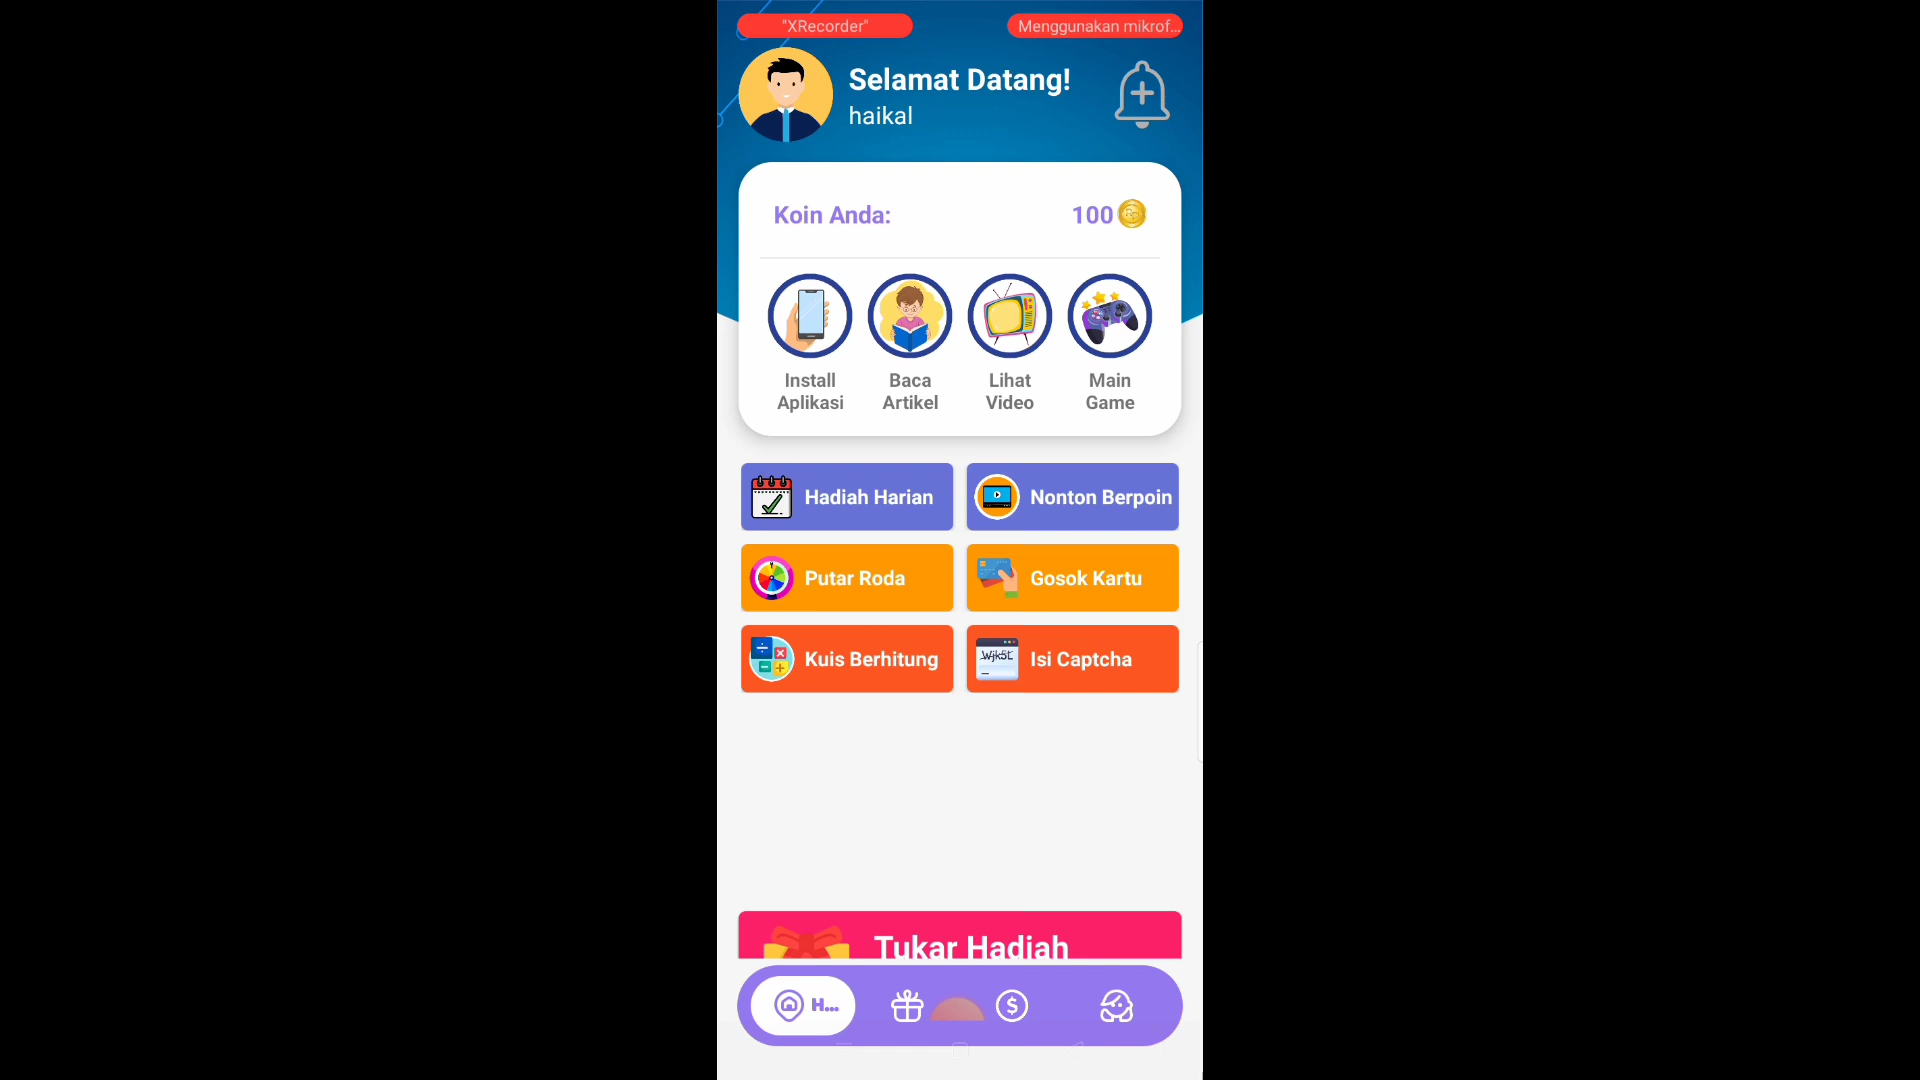 "XRecorder"
Menggunakan mikrof...
Selamat Datang!
haikal
Koin Anda:
100
Install
Aplikasi
Baca
Artikel
Lihat
Video
Main
Game
Hadiah Harian
Nonton Berpoin
Putar Roda
Gosok Kartu
Kuis Berhitung
Wjk5t
Isi Captcha
Tukar Hadiah
H...